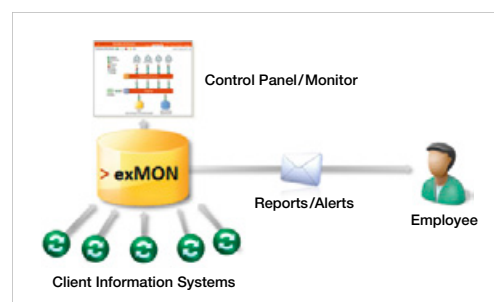 Control Panel/Monitor
> exMON
Reports/Alerts
Employee
Client Information Systems